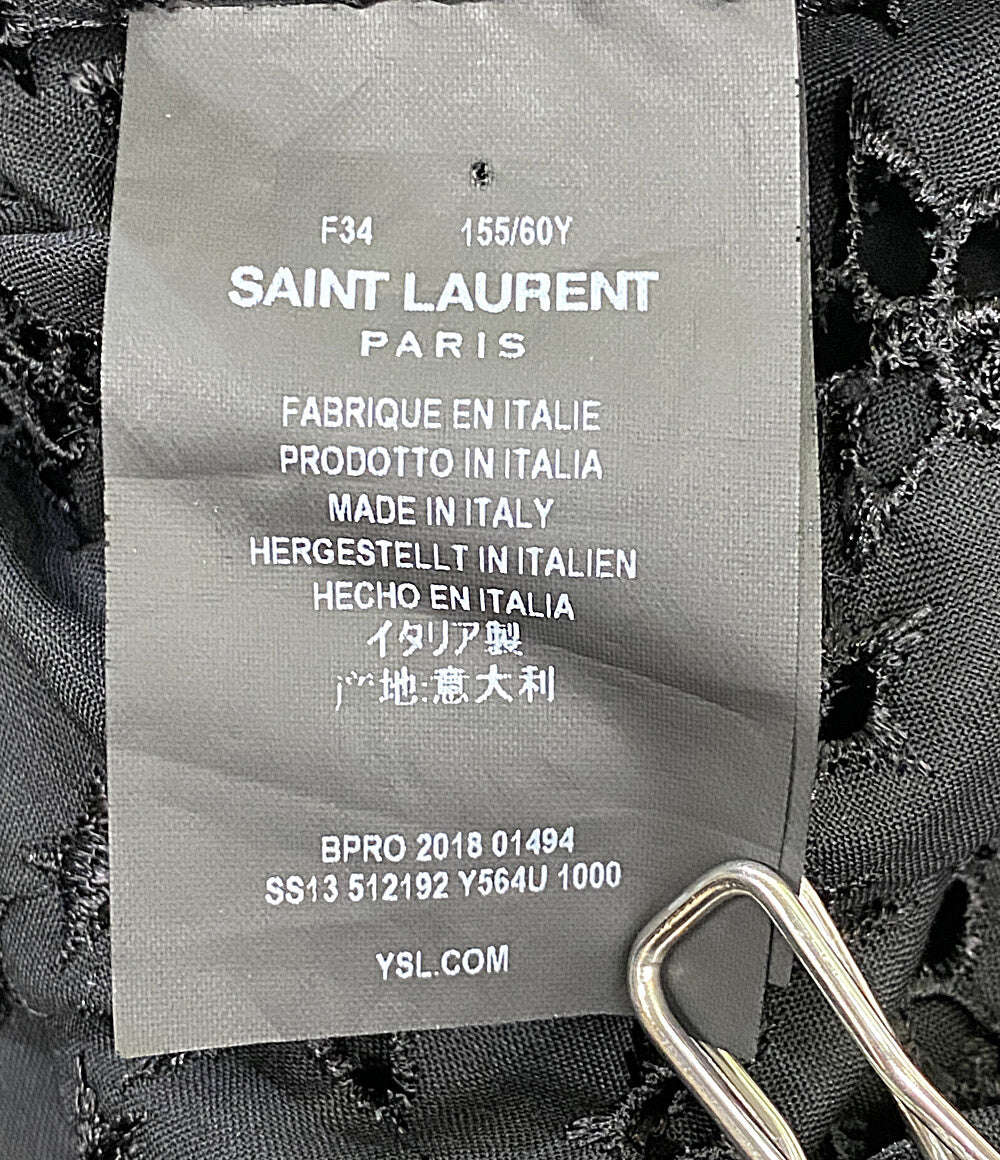 F34 155/60Y
SAINT LAURENT
PARIS
FABRIQUE EN ITALIE
PRODOTTO IN ITALIA
MADE IN ITALY
HERGESTELLT IN ITALIEN
HECHO EN ITALIA
イタリア製
产地:意大利
BPRO 2018 01494
SS13 512192 Y564U 1000
YSL.COM